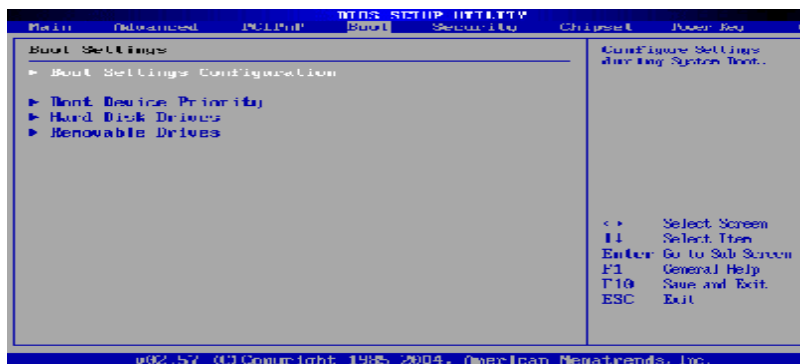 BIOS SETUP UTILITY
Main Advanced PCIPnP Boot Security Chipset Power Key
Boot Settings
► Boot Settings Configuration
► Boot Device Priority
► Hard Disk Drives
► Removable Drives
Configure Settings
during System Boot.
<> Select Screen
↑↓ Select Item
Enter Go to Sub Screen
F1 General Help
F10 Save and Exit
ESC Exit
v02.57 (C)Copyright 1985-2004, American Megatrends, Inc.